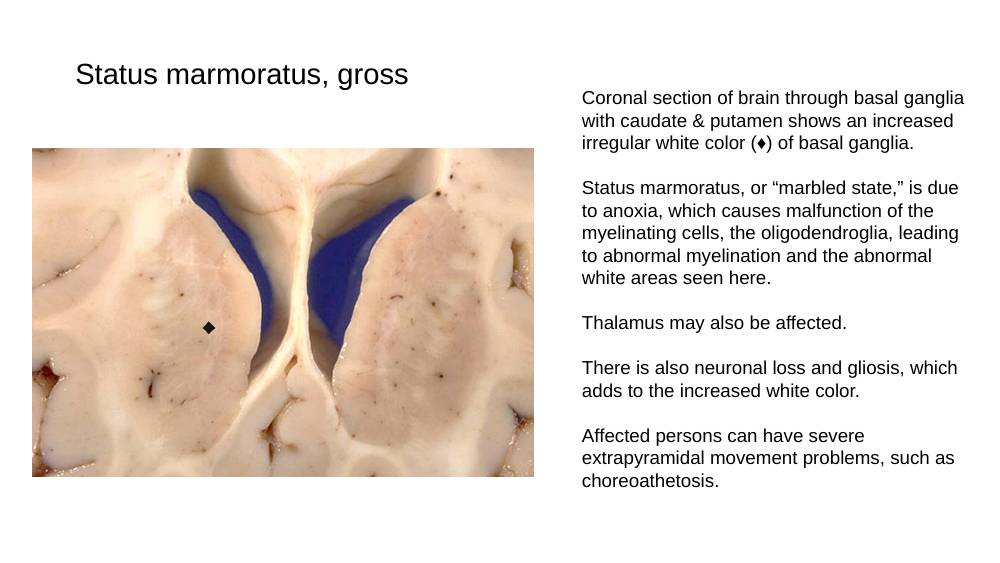 Status marmoratus, gross
Coronal section of brain through basal ganglia
with caudate & putamen shows an increased
irregular white color (♦) of basal ganglia.
Status marmoratus, or “marbled state,” is due
to anoxia, which causes malfunction of the
myelinating cells, the oligodendroglia, leading
to abnormal myelination and the abnormal
white areas seen here.
Thalamus may also be affected.
There is also neuronal loss and gliosis, which
adds to the increased white color.
Affected persons can have severe
extrapyramidal movement problems, such as
choreoathetosis.